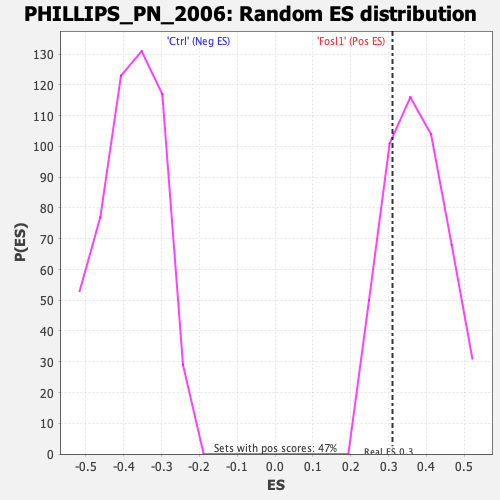 PHILLIPS_PN_2006: Random ES distribution
'Ctrl' (Neg ES)
'Fosl1' (Pos ES)
130
120
110
100
90
80
70
60
50
40
30
20
10
0
P(ES)
Sets with pos scores: 47%
Real ES 0.3
-0.5 -0.4 -0.3 -0.2 -0.1 0.0 0.1 0.2 0.3 0.4 0.5
ES